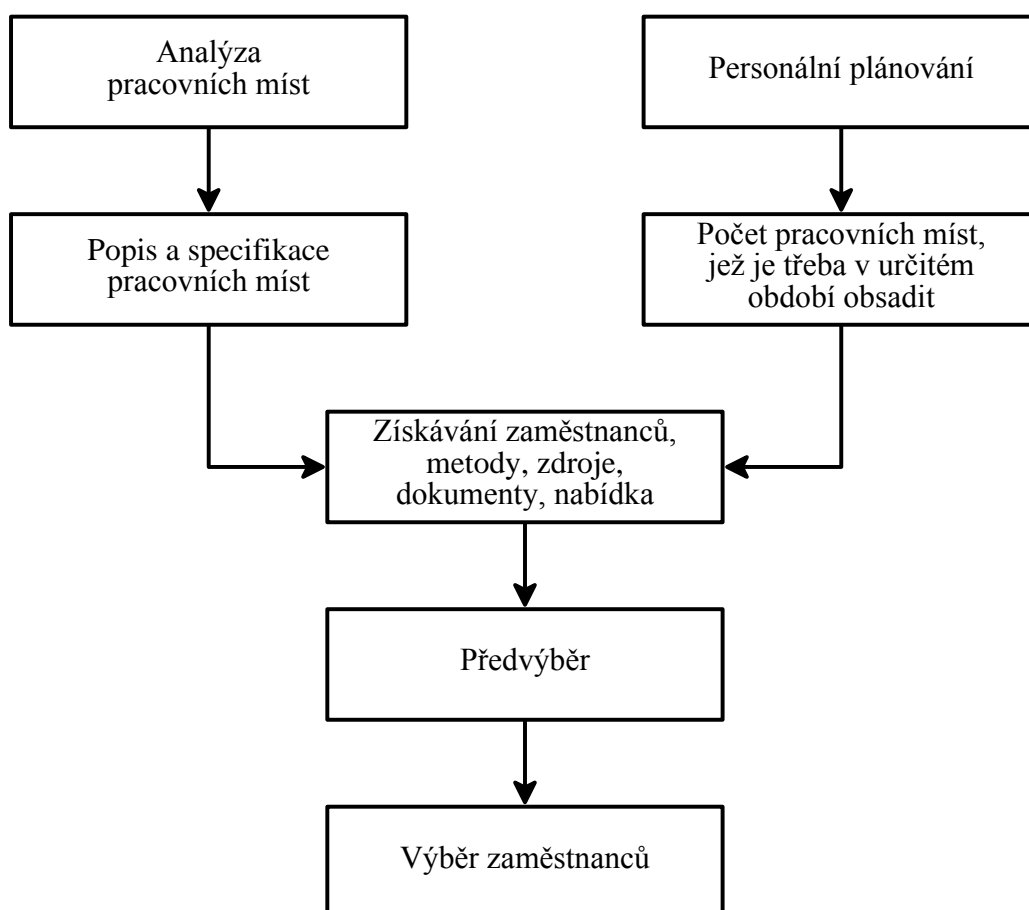 Analýza
pracovních míst
Personální plánování
Popis a specifikace
pracovních míst
Počet pracovních míst,
jež je třeba v určitém
období obsadit
Získávání zaměstnanců,
metody, zdroje,
dokumenty, nabídka
Předvýběr
Výběr zaměstnanců